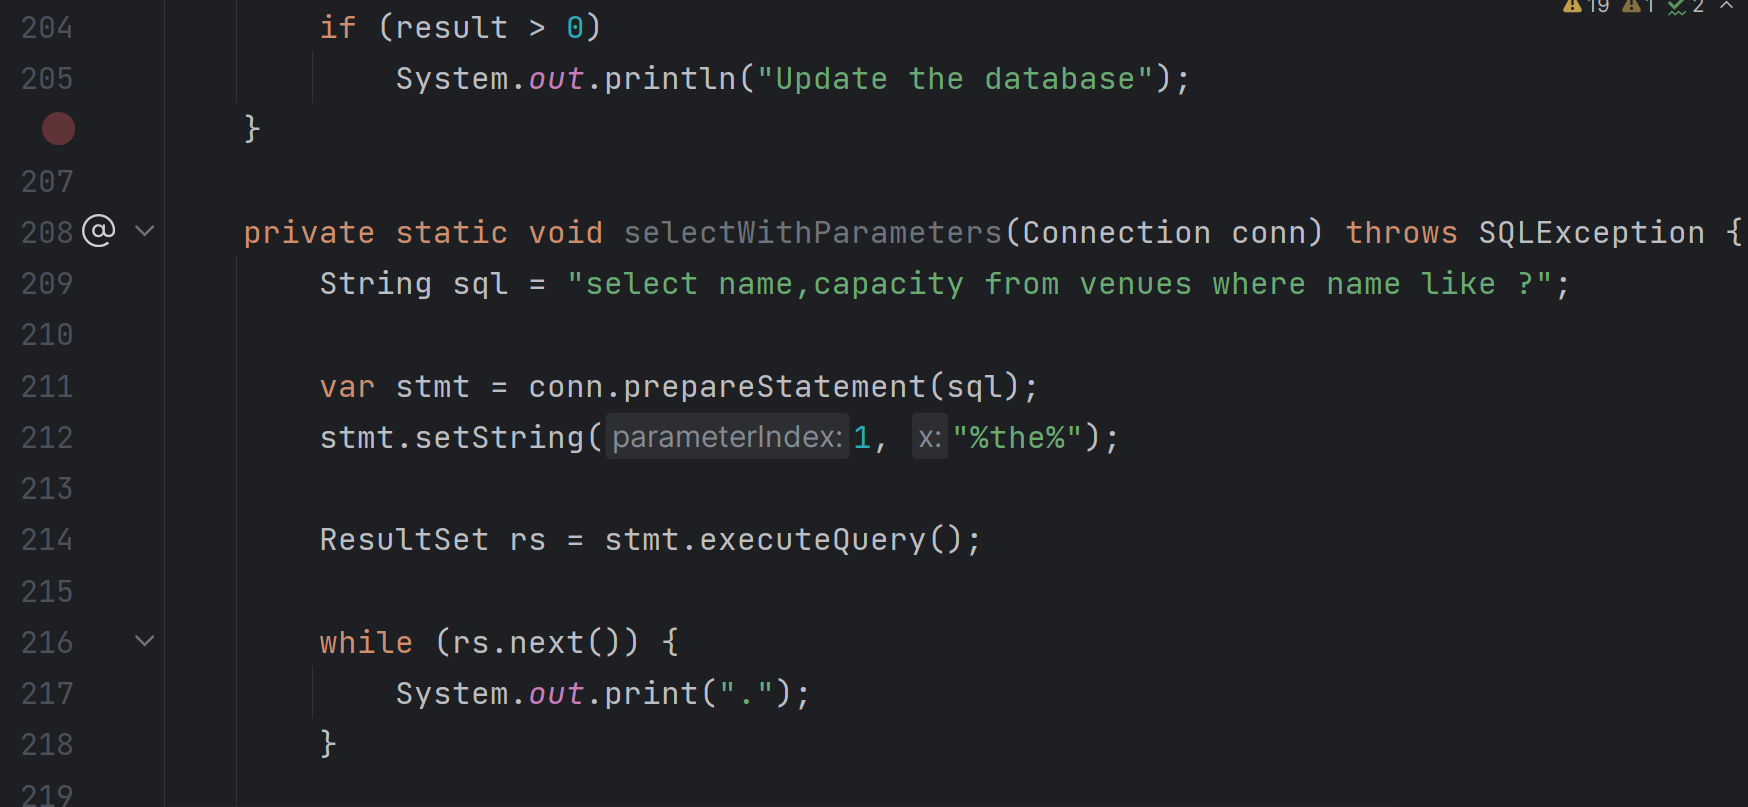 19 1 2
204 if (result > 0)
205 System.out.println("Update the database");
}
207
208 @ private static void selectWithParameters(Connection conn) throws SQLException {
209 String sql = "select name,capacity from venues where name like ?";
210
211 var stmt = conn.prepareStatement(sql);
212 stmt.setString( parameterIndex: 1, x: "%the%");
213
214 ResultSet rs = stmt.executeQuery();
215
216 while (rs.next()) {
217 System.out.print(".");
218 }
219